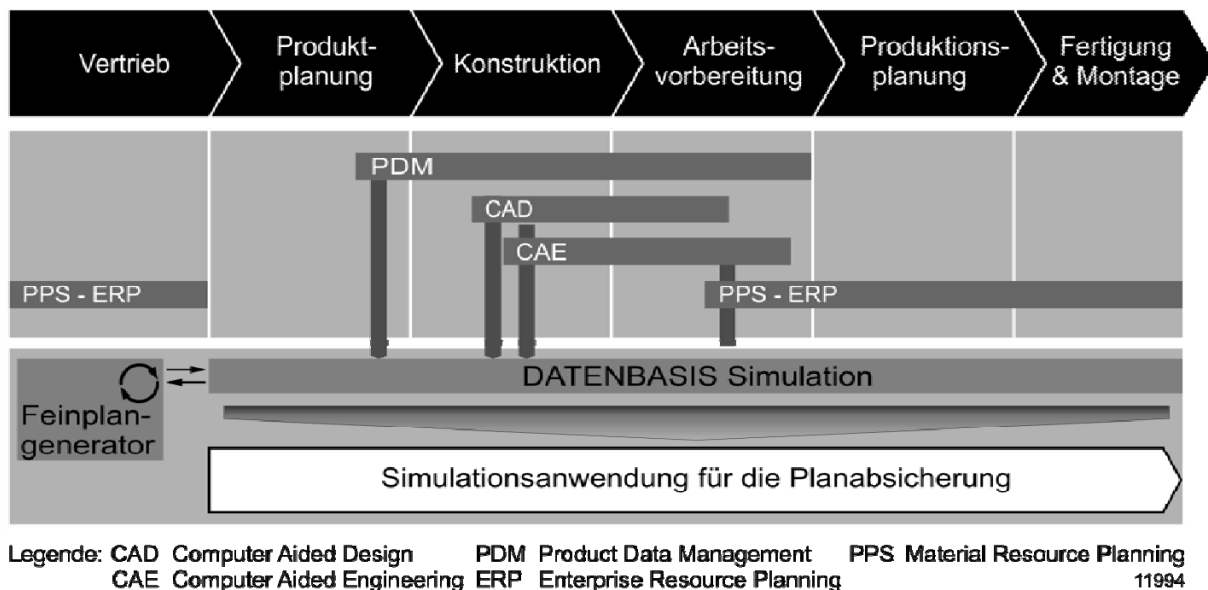 Vertrieb
Produkt-
planung
Konstruktion
Arbeits-
vorbereitung
Produktions-
planung
Fertigung
& Montage
PDM
CAD
CAE
PPS - ERP
PPS - ERP
DATENBASIS Simulation
Feinplan-
generator
Simulationsanwendung für die Planabsicherung
Legende: CAD Computer Aided Design PDM Product Data Management PPS Material Resource Planning
CAE Computer Aided Engineering ERP Enterprise Resource Planning 11994